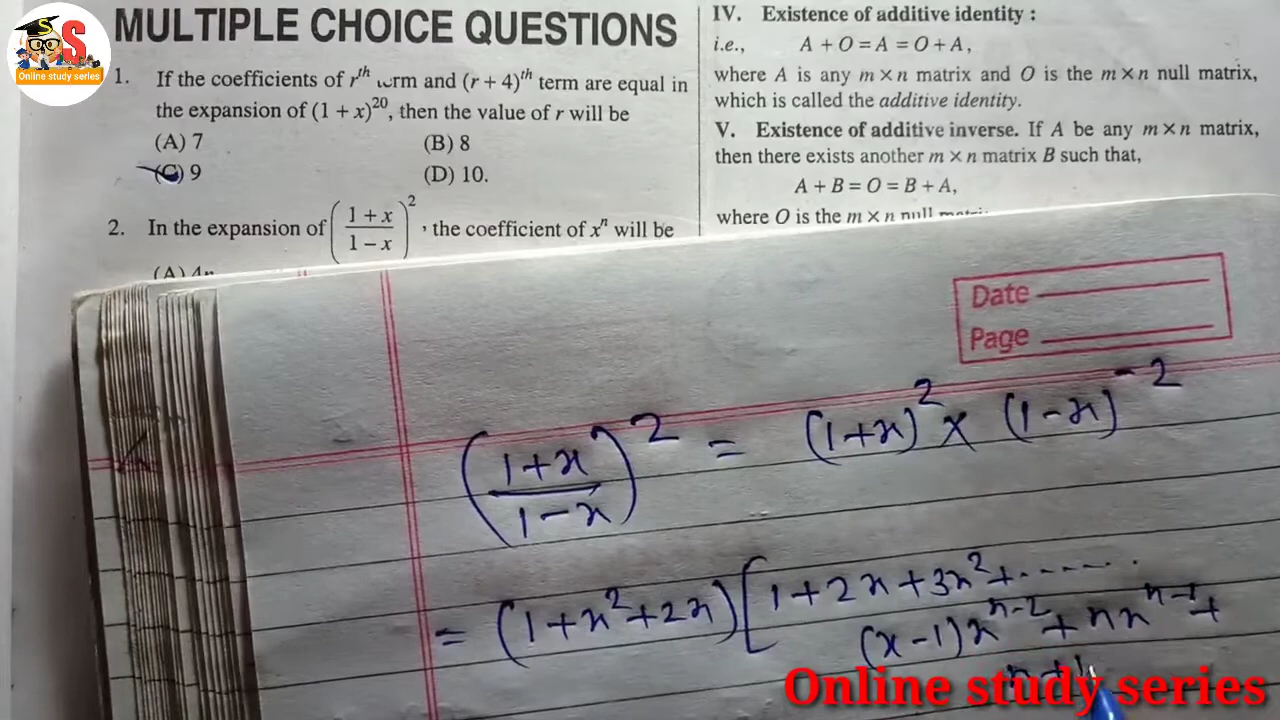 S
S
Online study series
MULTIPLE CHOICE QUESTIONS
1. If the coefficients of r^th term and (r + 4)^th term are equal in
the expansion of (1 + x)^20, then the value of r will be
(A) 7 (B) 8
(C) 9 (D) 10.
2. In the expansion of ((1 + x)/(1 − x))^2, the coefficient of x^n will be
(A) 4n
IV. Existence of additive identity :
i.e., A + O = A = O + A,
where A is any m × n matrix and O is the m × n null matrix,
which is called the additive identity.
V. Existence of additive inverse. If A be any m × n matrix,
then there exists another m × n matrix B such that,
A + B = O = B + A,
where O is the m × n null matrix
Date
Page
((1+x)/(1−x))^2 = (1+x)^2 × (1−x)^−2
= (1+x^2+2x)[1+2x+3x^2+.......
(x−1)x^n−2 + nx^n−1 +
n+1
Online study series